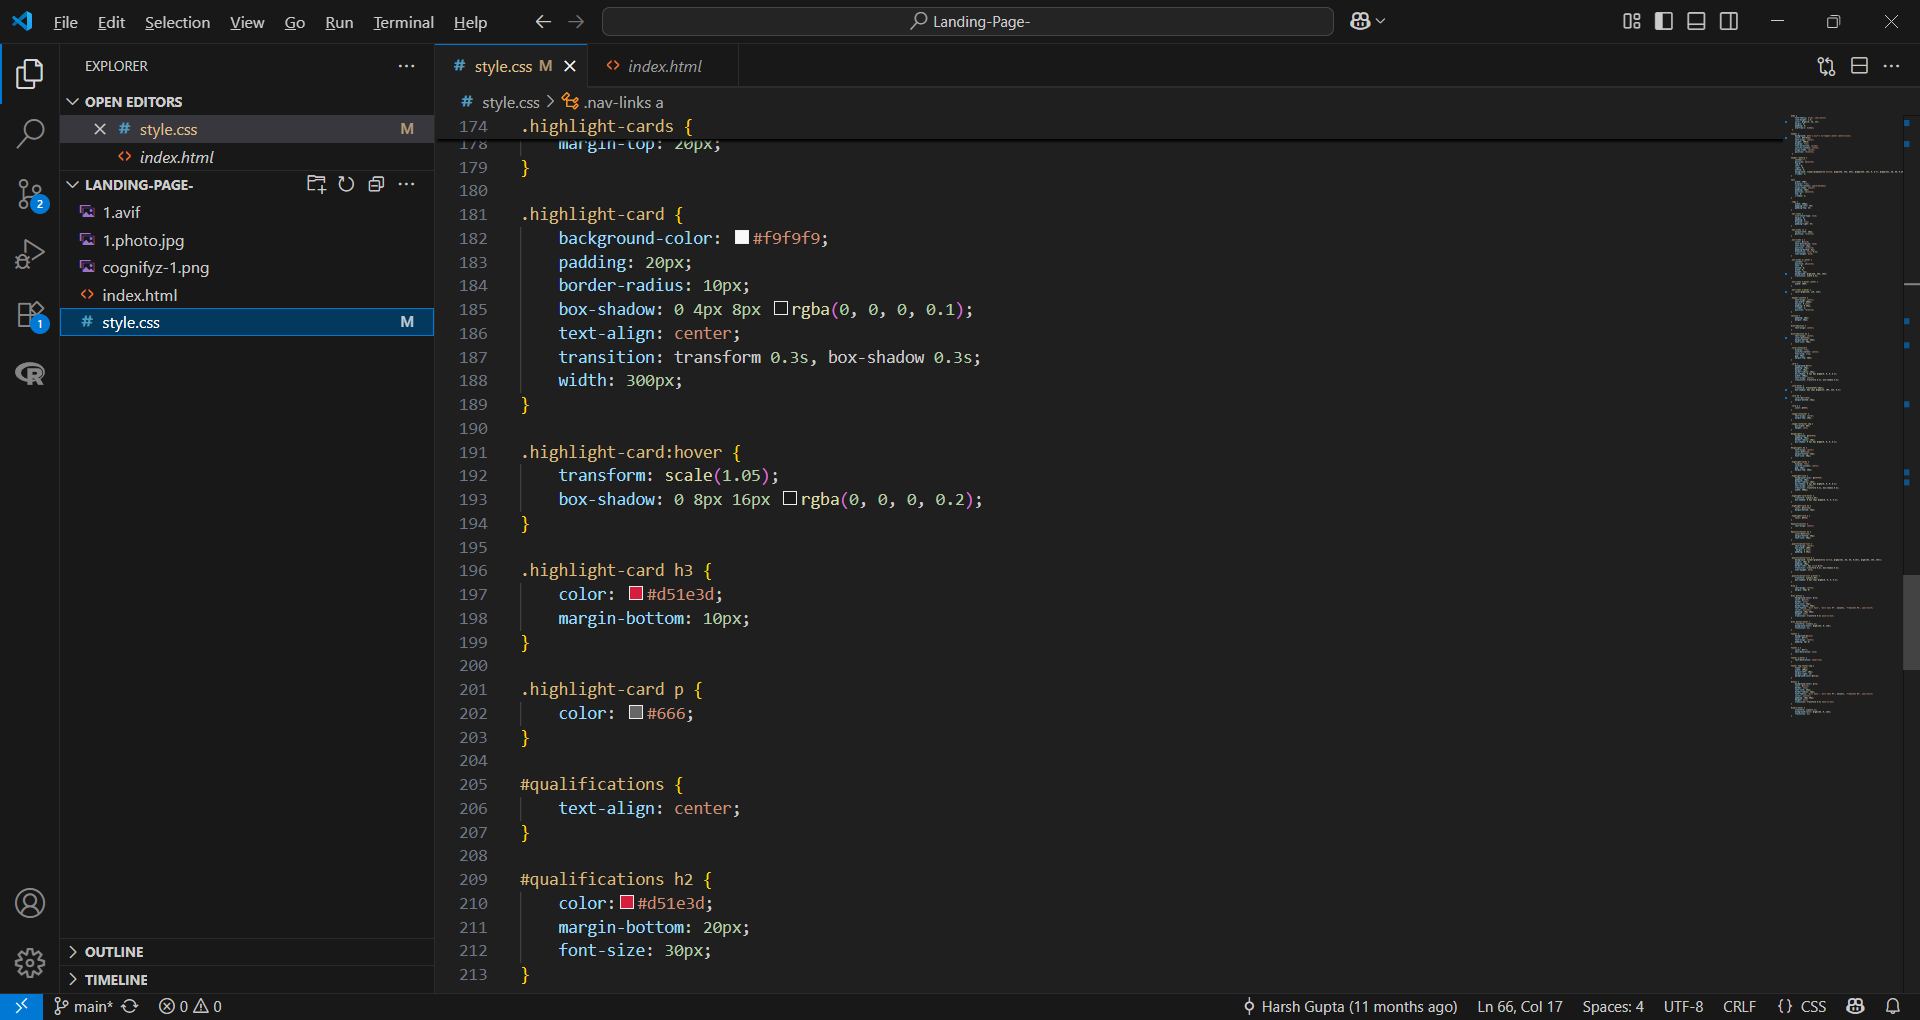 File Edit Selection View Go Run Terminal Help
Landing-Page-
EXPLORER
OPEN EDITORS
style.css M
index.html
LANDING-PAGE-
1.avif
1.photo.jpg
cognifyz-1.png
index.html
style.css M
OUTLINE
TIMELINE
style.css M
index.html
style.css > .nav-links a
174 .highlight-cards {
178 margin-top: 20px;
179 }
180
181 .highlight-card {
182 background-color: #f9f9f9;
183 padding: 20px;
184 border-radius: 10px;
185 box-shadow: 0 4px 8px rgba(0, 0, 0, 0.1);
186 text-align: center;
187 transition: transform 0.3s, box-shadow 0.3s;
188 width: 300px;
189 }
190
191 .highlight-card:hover {
192 transform: scale(1.05);
193 box-shadow: 0 8px 16px rgba(0, 0, 0, 0.2);
194 }
195
196 .highlight-card h3 {
197 color: #d51e3d;
198 margin-bottom: 10px;
199 }
200
201 .highlight-card p {
202 color: #666;
203 }
204
205 #qualifications {
206 text-align: center;
207 }
208
209 #qualifications h2 {
210 color: #d51e3d;
211 margin-bottom: 20px;
212 font-size: 30px;
213 }
2
1
main* 0 0
Harsh Gupta (11 months ago) Ln 66, Col 17 Spaces: 4 UTF-8 CRLF {} CSS